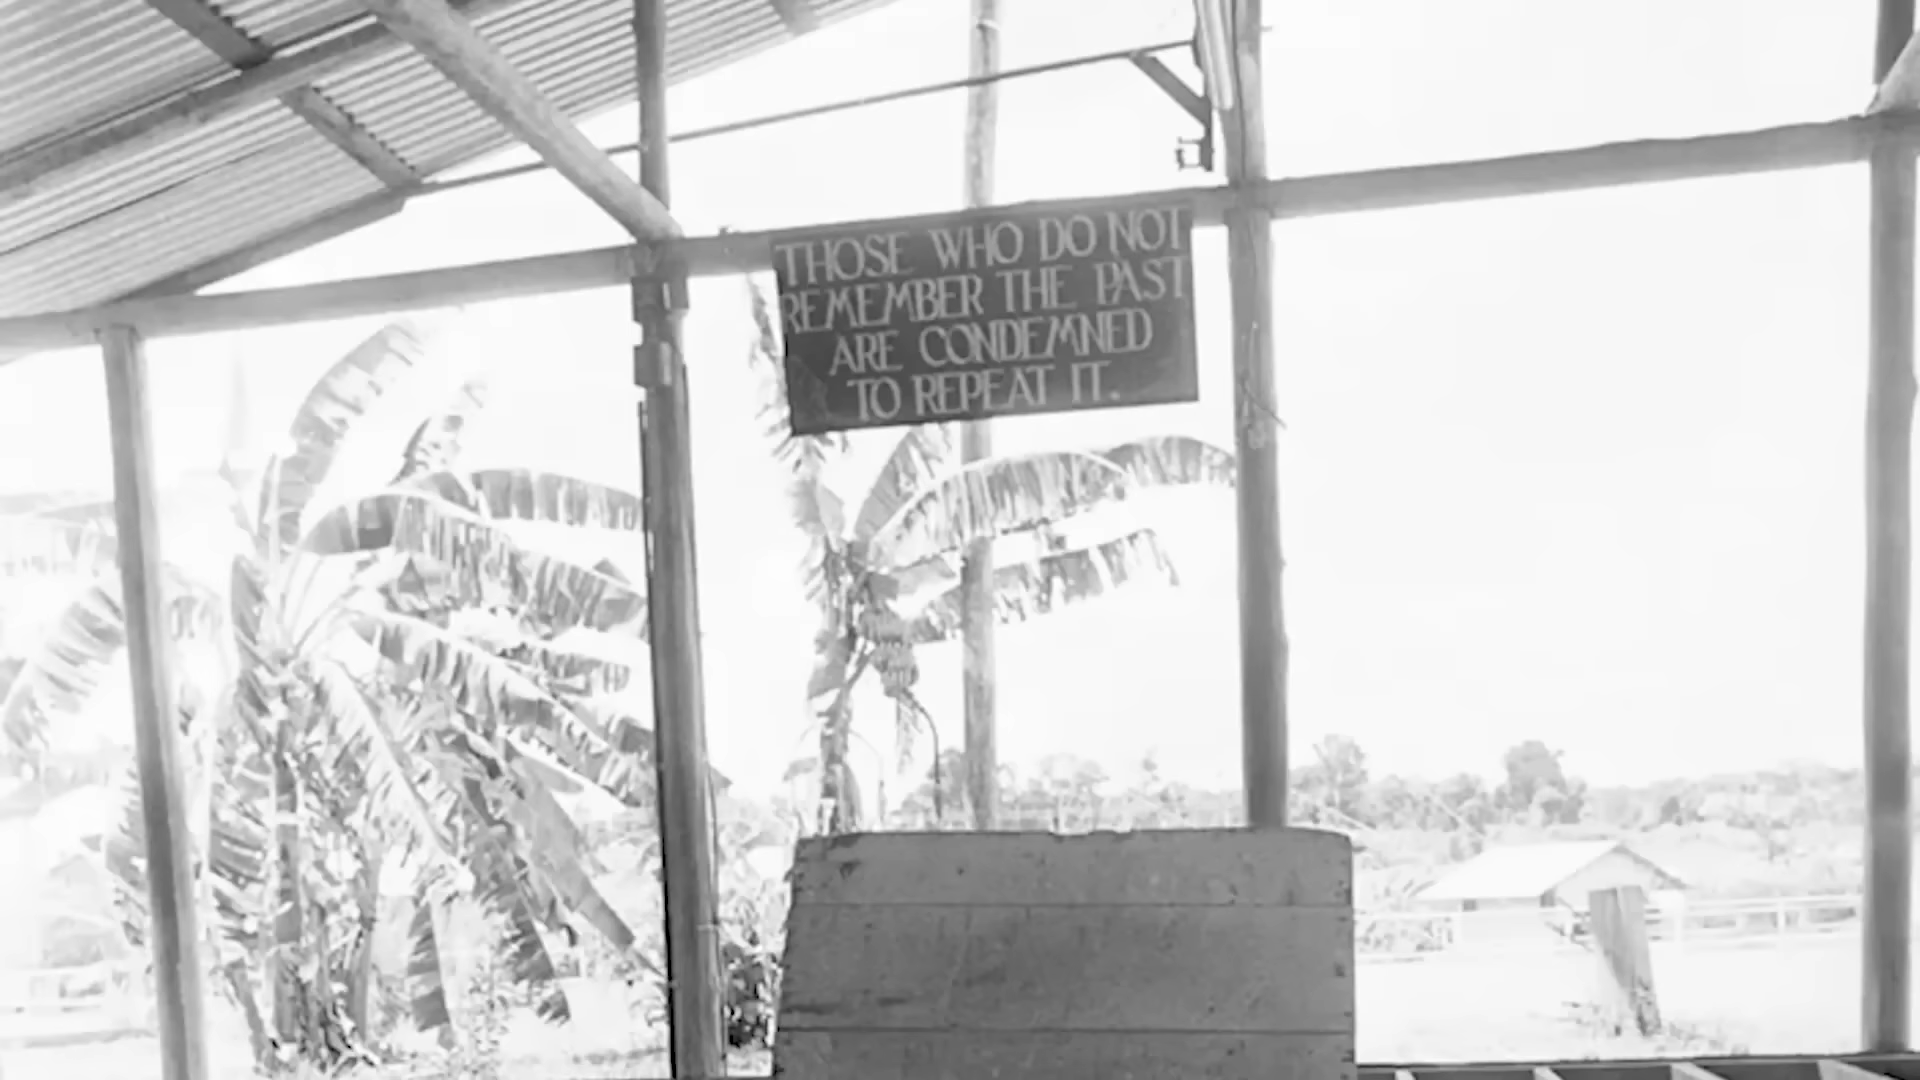 THOSE WHO DO NOT
REMEMBER THE PAST
ARE CONDEMNED
TO REPEAT IT.